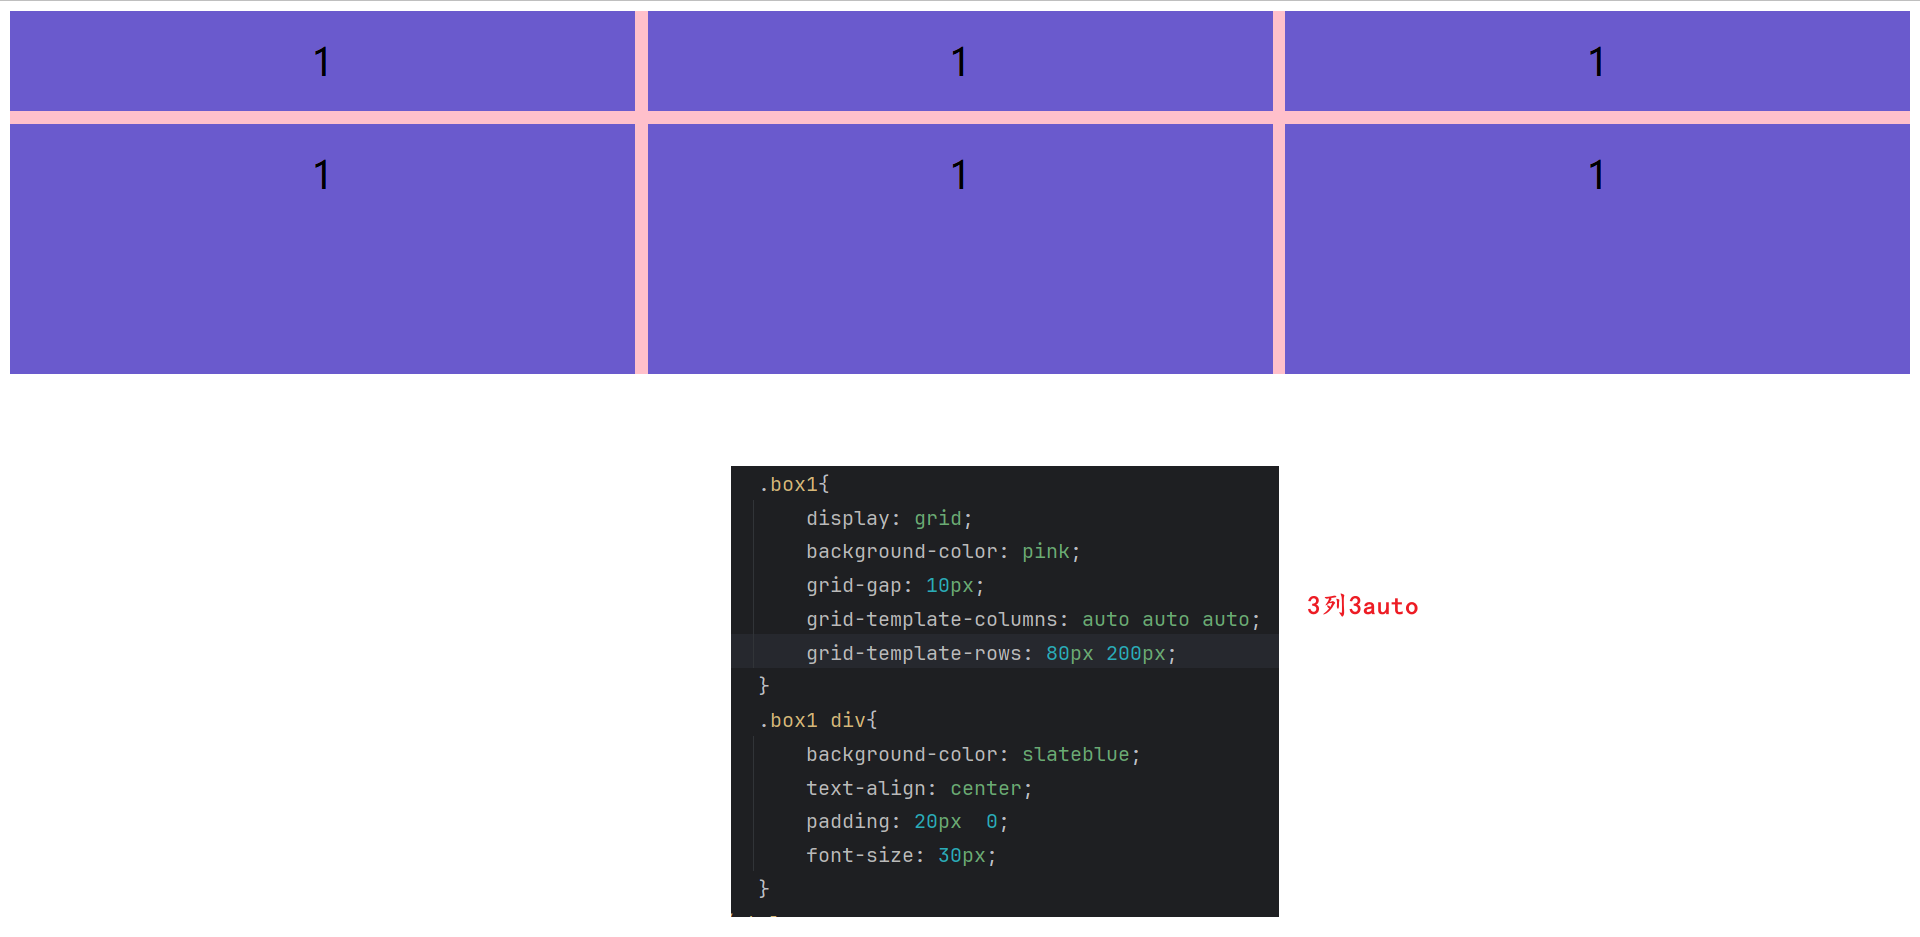 1 1 1
1 1 1
.box1{
display: grid;
background-color: pink;
grid-gap: 10px;
grid-template-columns: auto auto auto;
3列3auto
grid-template-rows: 80px 200px;
}
.box1 div{
background-color: slateblue;
text-align: center;
padding: 20px  0;
font-size: 30px;
}